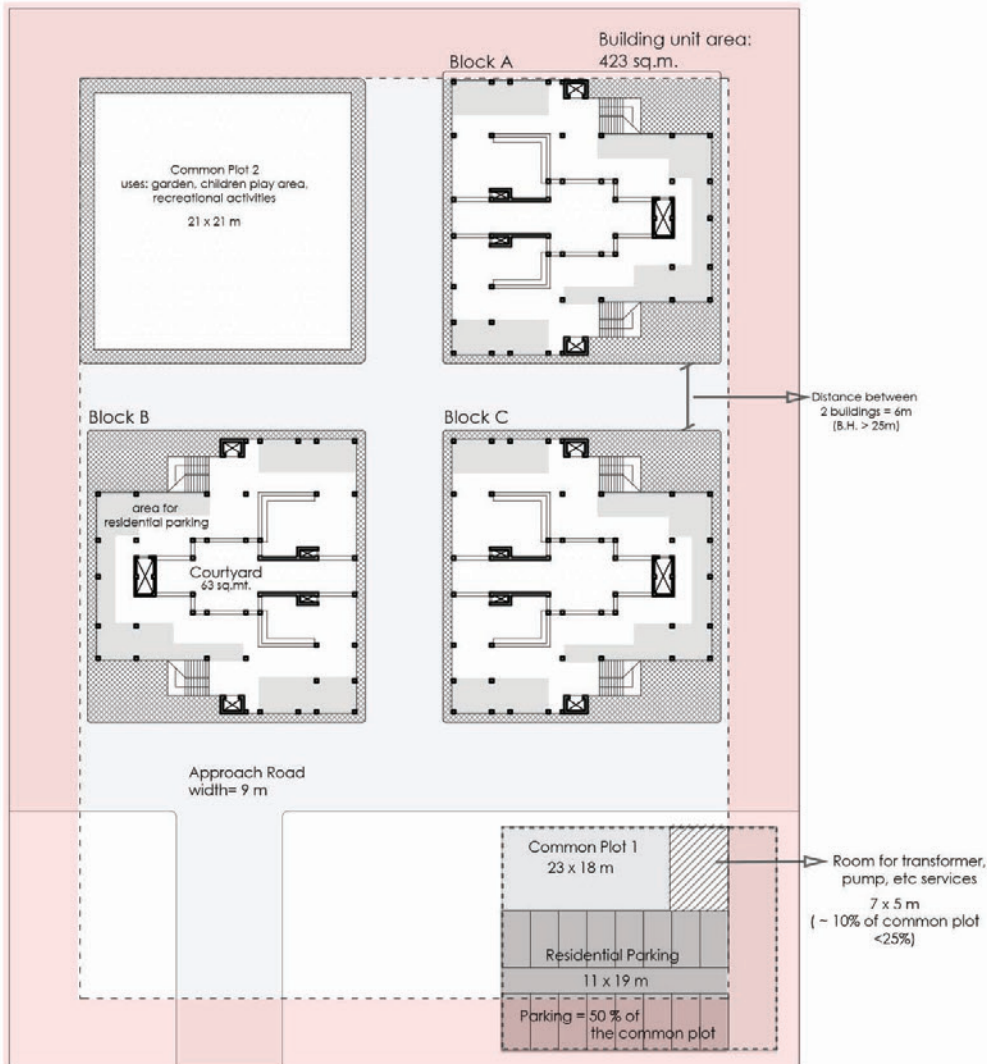 Building unit area:
423 sq.m.
Block A
Common Plot 2
uses: garden, children play area,
recreational activities
21 x 21 m
Distance between
2 buildings = 6m
(B.H. > 25m)
Block B
Block C
area for
residential parking
Courtyard
63 sq.mt.
Approach Road
width= 9 m
Common Plot 1
23 x 18 m
Room for transformer,
pump, etc services
7 x 5 m
( ~ 10% of common plot
<25%)
Residential Parking
11 x 19 m
Parking = 50 % of
the common plot